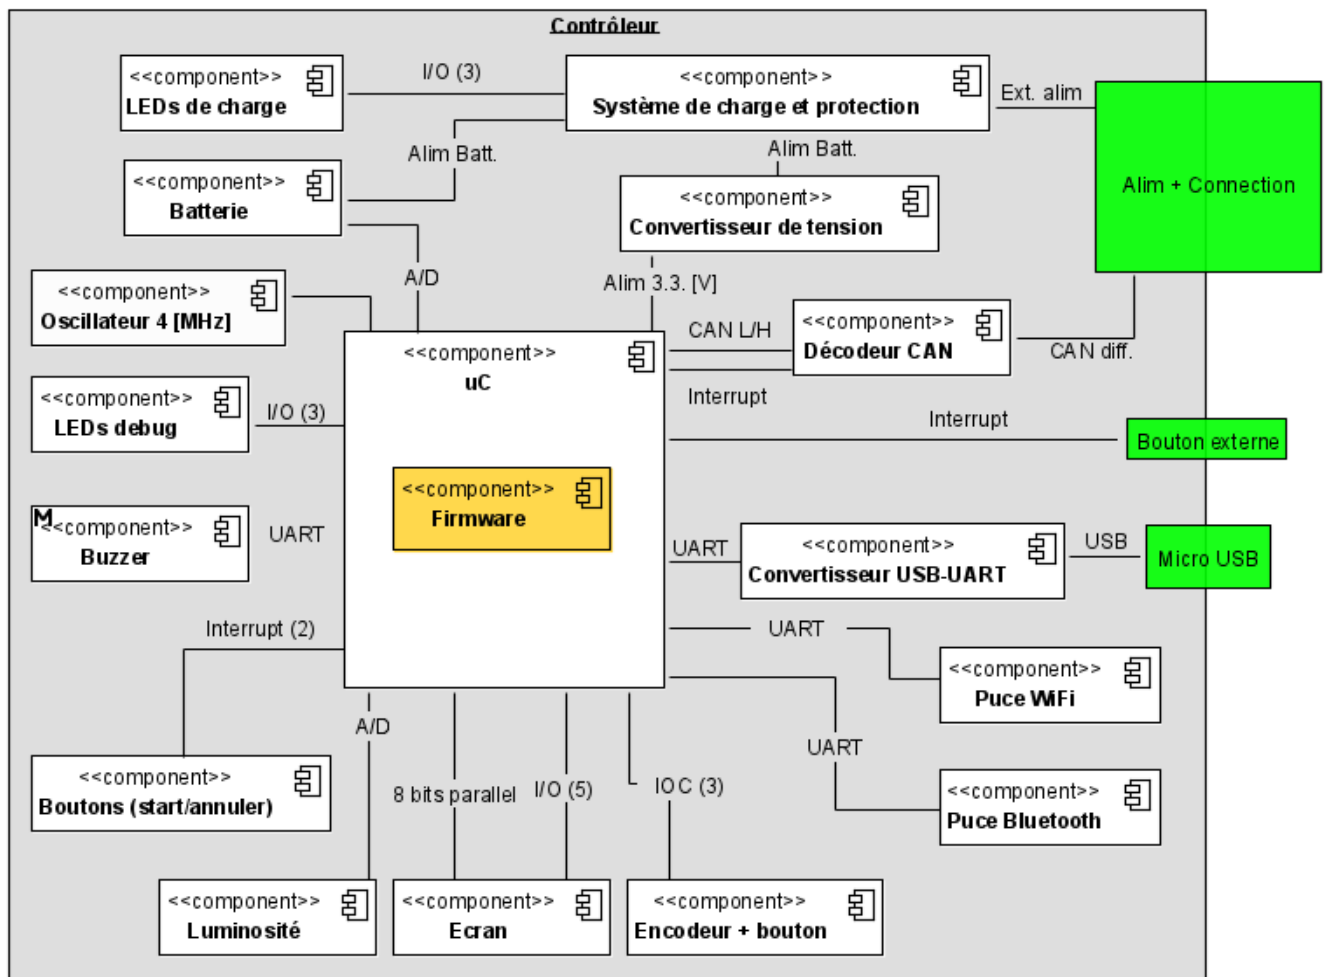 Contrôleur
<<component>>
LEDs de charge
I/O (3)
<<component>>
Système de charge et protection
Ext. alim
Alim + Connection
Alim Batt.
Alim Batt.
<<component>>
Batterie
<<component>>
Convertisseur de tension
A/D
Alim 3.3. [V]
<<component>>
Oscillateur 4 [MHz]
<<component>>
uC
CAN L/H
<<component>>
Décodeur CAN
CAN diff.
Interrupt
<<component>>
LEDs debug
I/O (3)
Interrupt
Bouton externe
<<component>>
Firmware
M
<<component>>
Buzzer
UART
UART
<<component>>
Convertisseur USB-UART
USB
Micro USB
Interrupt (2)
UART
<<component>>
Puce WiFi
A/D
UART
<<component>>
Boutons (start/annuler)
8 bits parallel
I/O (5)
IOC (3)
<<component>>
Puce Bluetooth
<<component>>
Luminosité
<<component>>
Ecran
<<component>>
Encodeur + bouton